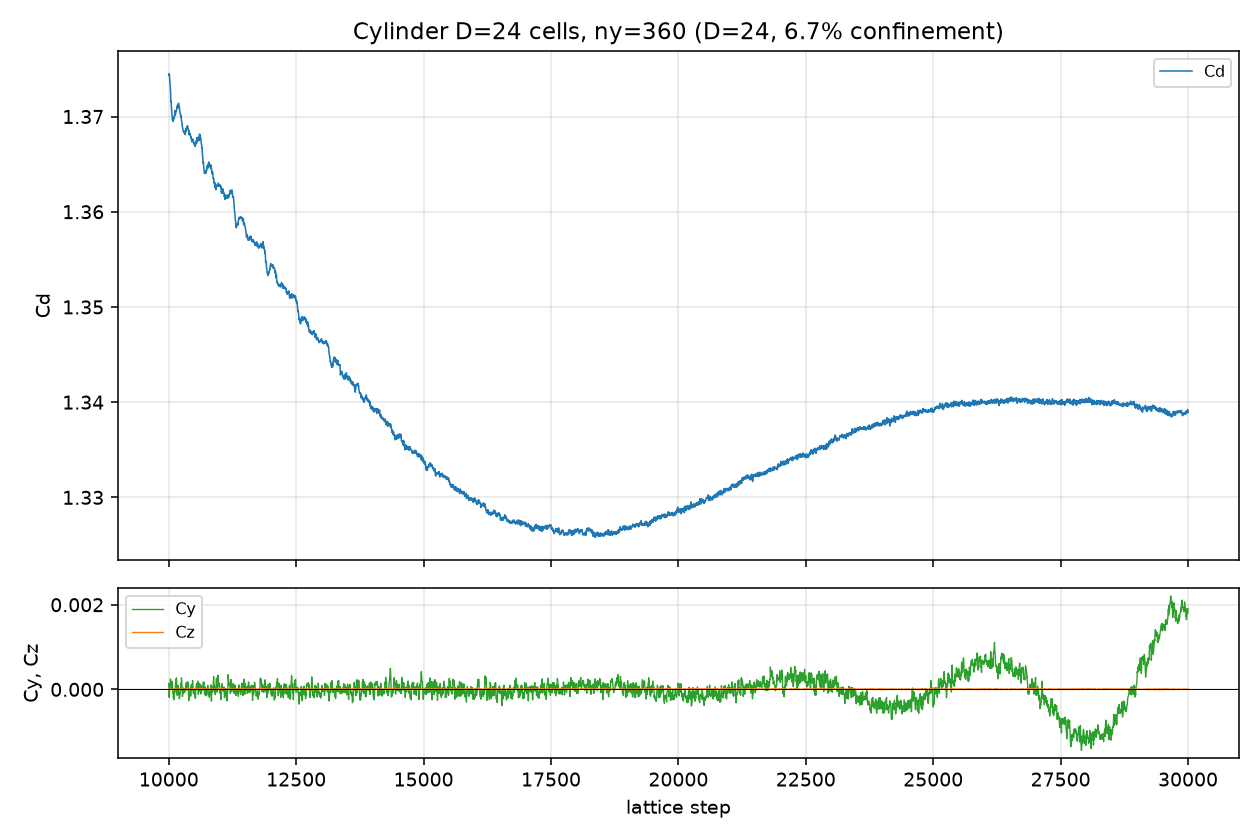 Cylinder D=24 cells, ny=360 (D=24, 6.7% confinement)
Cd
1.37
1.36
1.35
1.34
1.33
Cd
0.002
0.000
Cy
Cz
Cy, Cz
10000 12500 15000 17500 20000 22500 25000 27500 30000
lattice step